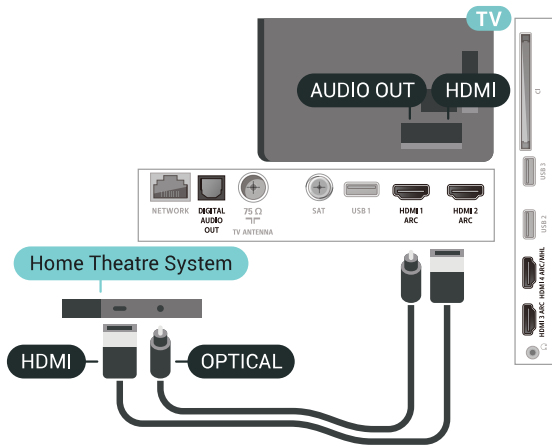 TV
AUDIO OUT
HDMI
CI
USB 3
USB 2
HDMI 4 ARC/MHL
HDMI 3 ARC
NETWORK
DIGITAL
AUDIO
OUT
75 Ω
TV ANTENNA
SAT
USB 1
HDMI 1
ARC
HDMI 2
ARC
Home Theatre System
HDMI
OPTICAL